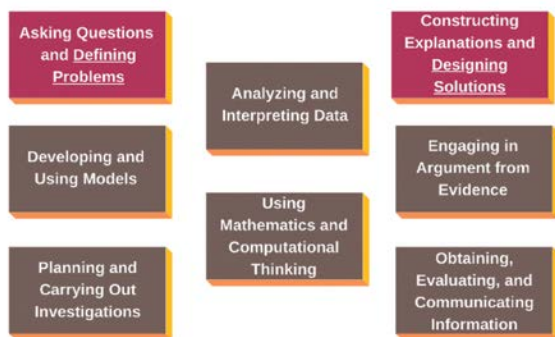 Asking Questions
and Defining
Problems
Developing and
Using Models
Planning and
Carrying Out
Investigations
Analyzing and
Interpreting Data
Using
Mathematics and
Computational
Thinking
Constructing
Explanations and
Designing
Solutions
Engaging in
Argument from
Evidence
Obtaining,
Evaluating, and
Communicating
Information